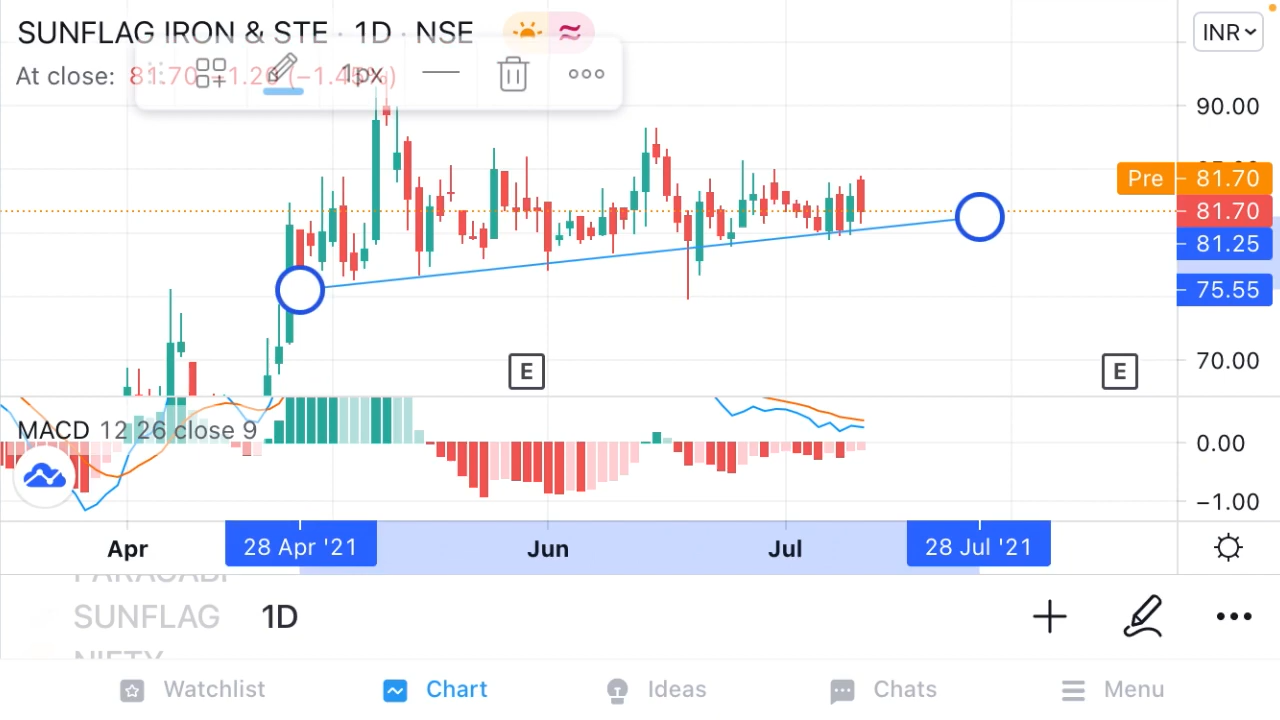 SUNFLAG IRON & STE · 1D · NSE
INR
At close: 81.70 −1.20 (−1.45%)
1px
90.00
Pre 81.70
81.70
81.25
75.55
70.00
E
E
MACD 12 26 close 9
0.00
−1.00
Apr 28 Apr '21 Jun Jul 28 Jul '21
SUNFLAG 1D
NIFTY
Watchlist Chart Ideas Chats Menu